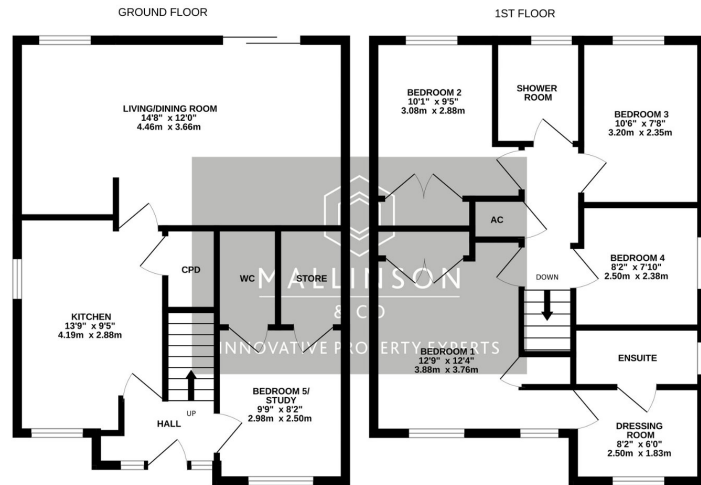 GROUND FLOOR
LIVING/DINING ROOM
14'8" x 12'0"
4.46m x 3.66m
KITCHEN
13'9" x 9'5"
4.19m x 2.88m
CPD
WC
STORE
UP
HALL
BEDROOM 5/
STUDY
9'9" x 8'2"
2.98m x 2.50m
1ST FLOOR
BEDROOM 2
10'1" x 9'5"
3.08m x 2.88m
SHOWER
ROOM
BEDROOM 3
10'6" x 7'8"
3.20m x 2.35m
AC
BEDROOM 4
8'2" x 7'10"
2.50m x 2.38m
DOWN
BEDROOM 1
12'9" x 12'4"
3.88m x 3.76m
ENSUITE
DRESSING
ROOM
8'2" x 6'0"
2.50m x 1.83m
MALLINSON
& CO
INNOVATIVE PROPERTY EXPERTS